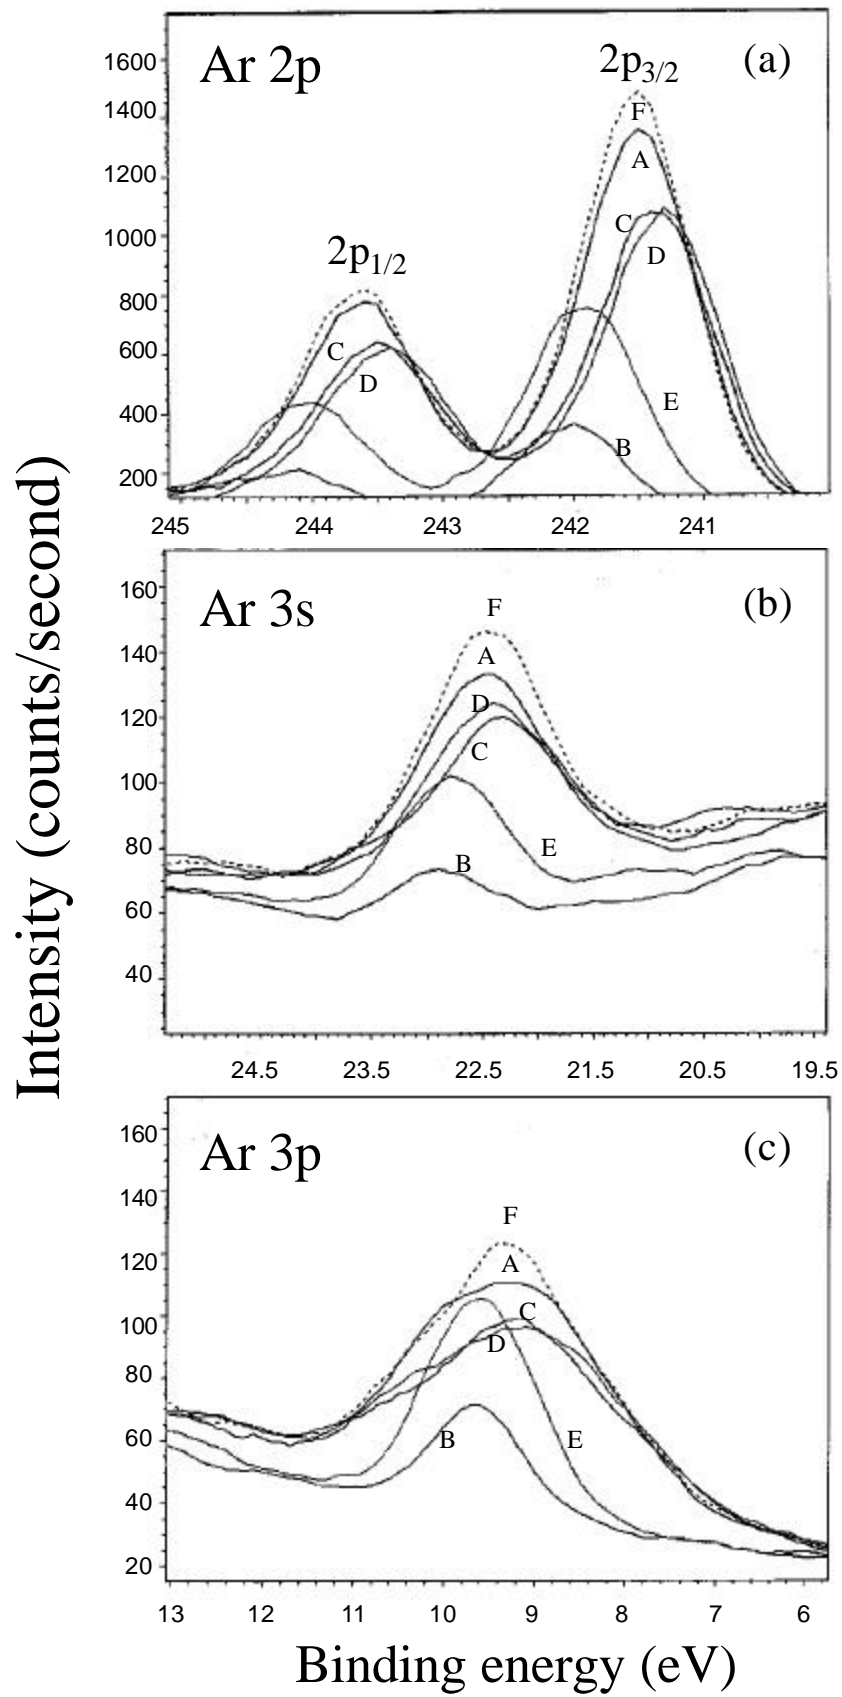 Ar 2p
2p3/2
(a)
F
A
C
D
2p1/2
C
D
E
B
1600
1400
1200
1000
800
600
400
200
245 244 243 242 241
Intensity (counts/second)
Ar 3s
(b)
F
A
D
C
E
B
160
140
120
100
80
60
40
24.5 23.5 22.5 21.5 20.5 19.5
Ar 3p
(c)
F
A
C
D
B
E
160
140
120
100
80
60
40
20
13 12 11 10 9 8 7 6
Binding energy (eV)